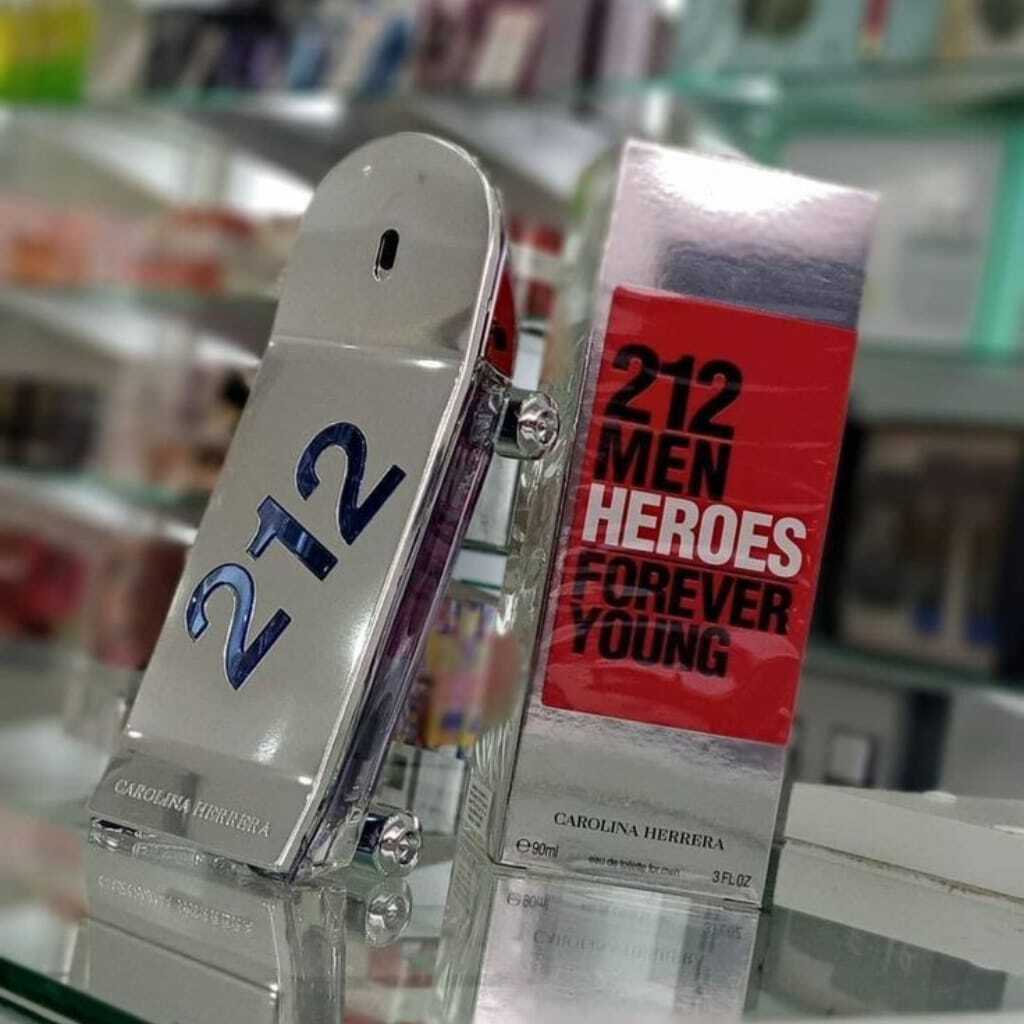 212
CAROLINA HERRERA
212
MEN
HEROES
FOREVER
YOUNG
CAROLINA HERRERA
℮ 90ml
eau de toilette for men
3 FL OZ